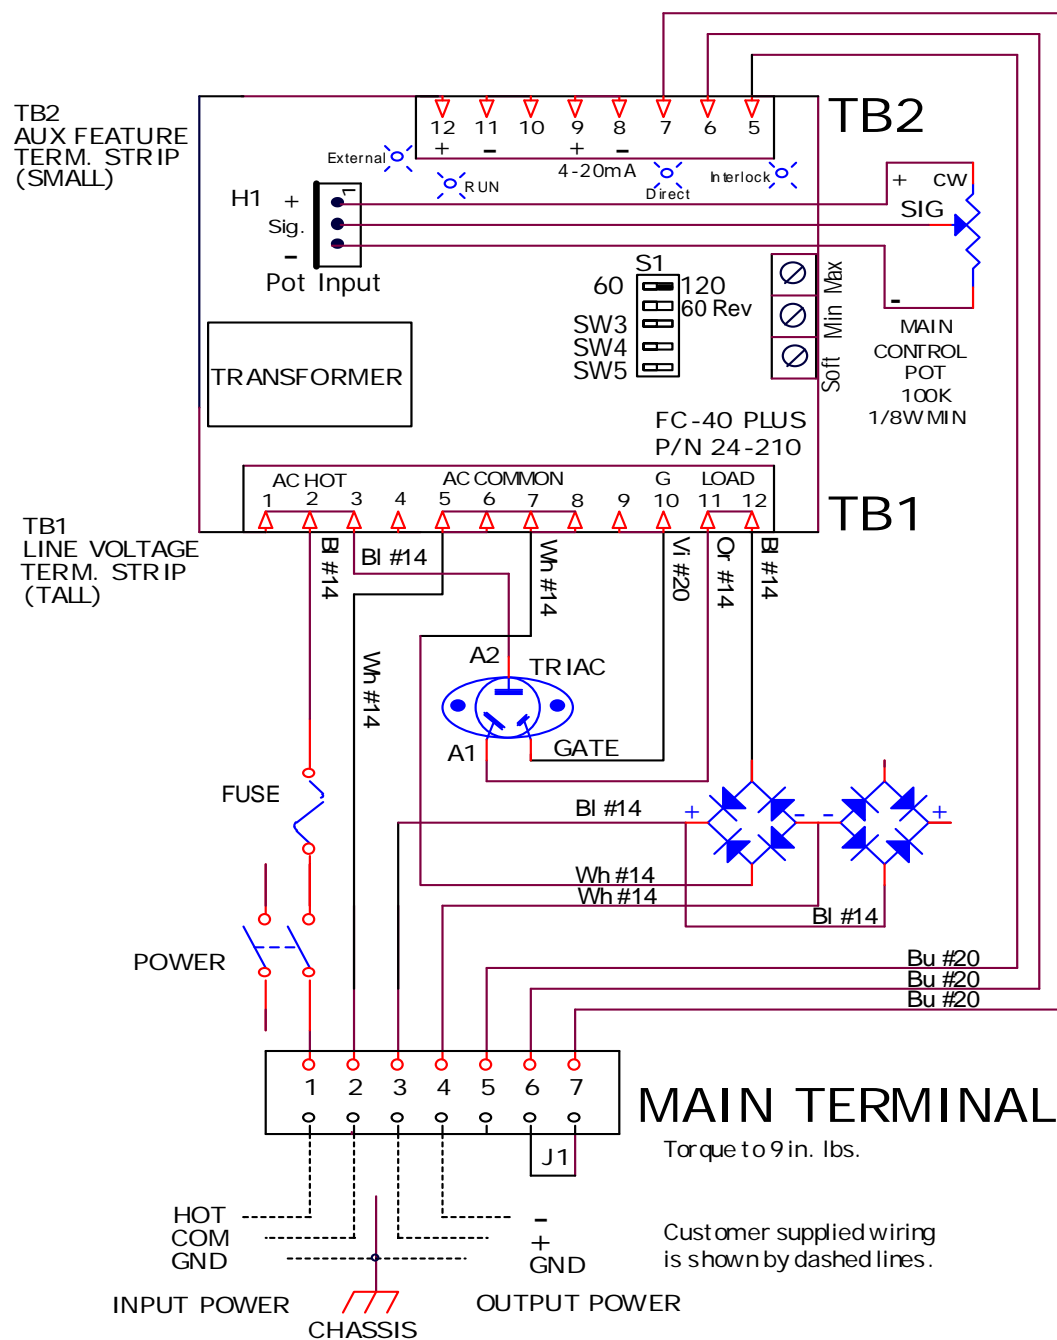 TB2
AUX FEATURE
TERM. STRIP
(SMALL)
12 11 10 9 8 7 6 5
+ - + -
4-20mA
TB2
External
RUN
Direct
Interlock
H1
+
Sig.
-
1
Pot Input
+ CW
SIG
-
MAIN
CONTROL
POT
100K
1/8W MIN
S1
60 120
60 Rev
SW3
SW4
SW5
Max
Min
Soft
TRANSFORMER
FC-40 PLUS
P/N 24-210
AC HOT AC COMMON G LOAD
1 2 3 4 5 6 7 8 9 10 11 12
TB1
TB1
LINE VOLTAGE
TERM. STRIP
(TALL)
Bl #14
Bl #14
Wh #14
Wh #14
Vi #20
Or #14
Bl #14
A2
TRIAC
A1
GATE
FUSE
Bl #14
+ - - +
Wh #14
Wh #14
Bl #14
POWER
Bu #20
Bu #20
Bu #20
1 2 3 4 5 6 7
J1
MAIN TERMINAL
Torque to 9 in. lbs.
HOT
COM
GND
-
+
GND
Customer supplied wiring
is shown by dashed lines.
INPUT POWER
OUTPUT POWER
CHASSIS